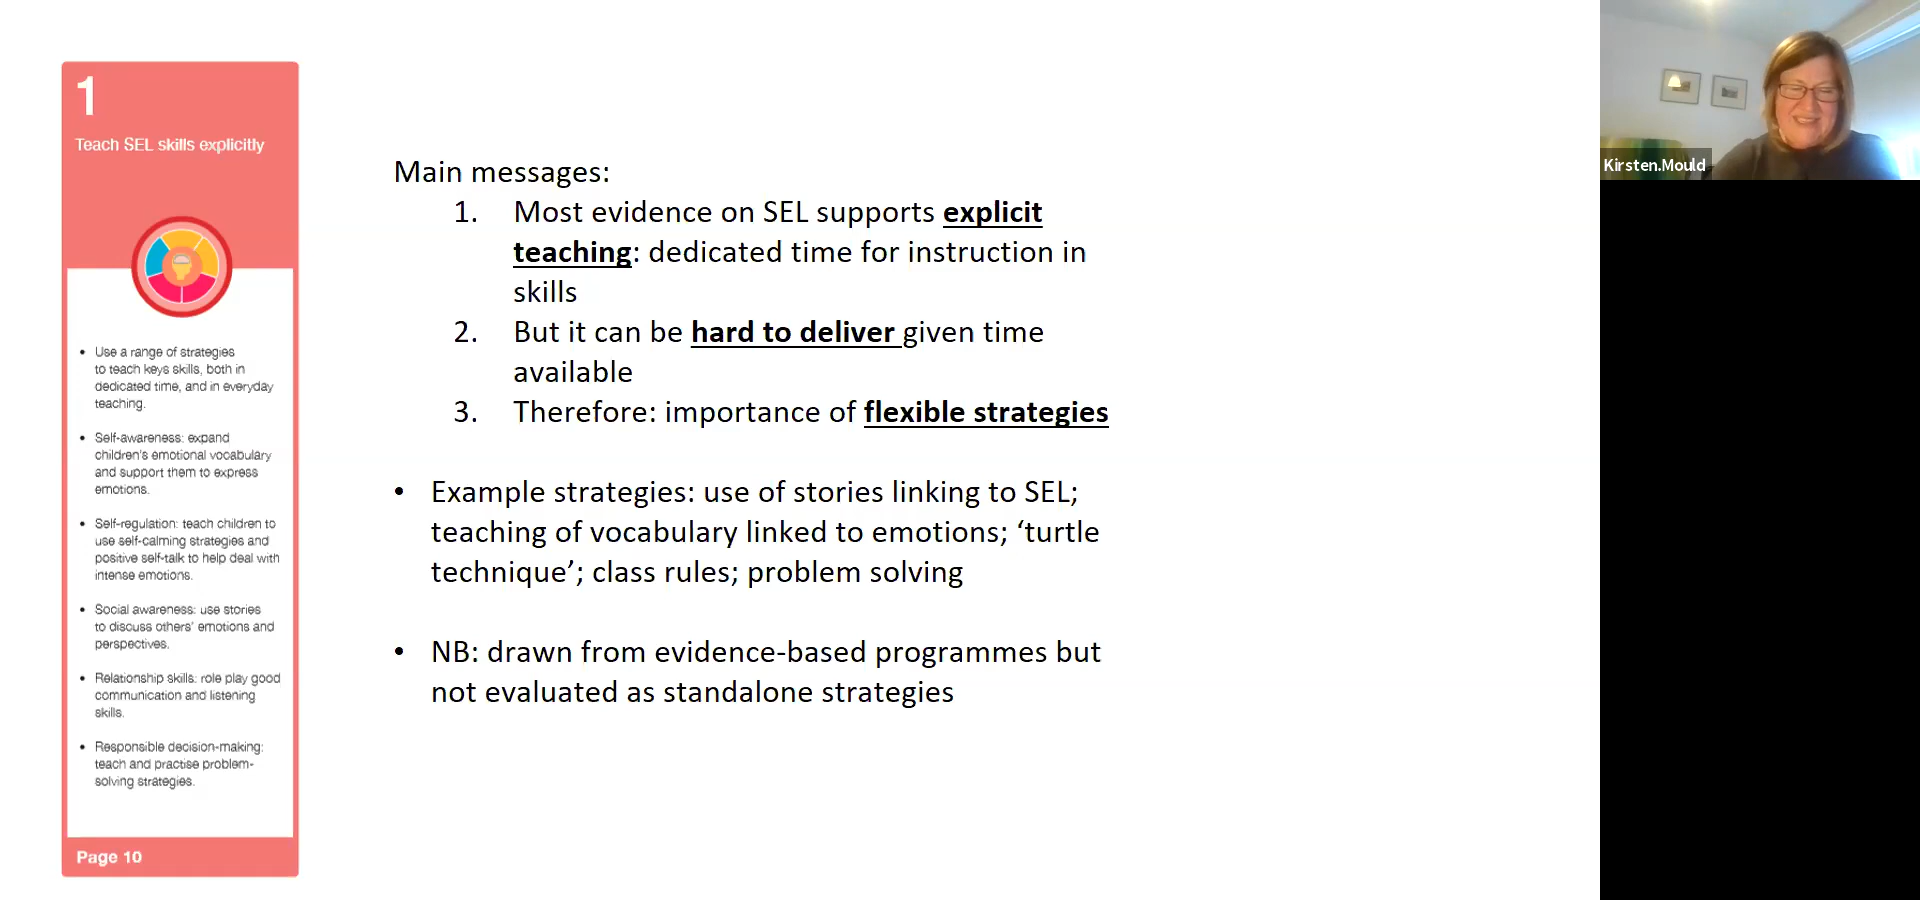 1
Teach SEL skills explicitly
• Use a range of strategies
to teach keys skills, both in
dedicated time, and in everyday
teaching.
• Self-awareness: expand
children's emotional vocabulary
and support them to express
emotions.
• Self-regulation: teach children to
use self-calming strategies and
positive self-talk to help deal with
intense emotions.
• Social awareness: use stories
to discuss others' emotions and
perspectives.
• Relationship skills: role play good
communication and listening
skills.
• Responsible decision-making:
teach and practise problem-
solving strategies.
Page 10
Main messages:
1. Most evidence on SEL supports explicit
teaching: dedicated time for instruction in
skills
2. But it can be hard to deliver given time
available
3. Therefore: importance of flexible strategies
• Example strategies: use of stories linking to SEL;
teaching of vocabulary linked to emotions; ‘turtle
technique’; class rules; problem solving
• NB: drawn from evidence-based programmes but
not evaluated as standalone strategies
Kirsten.Mould